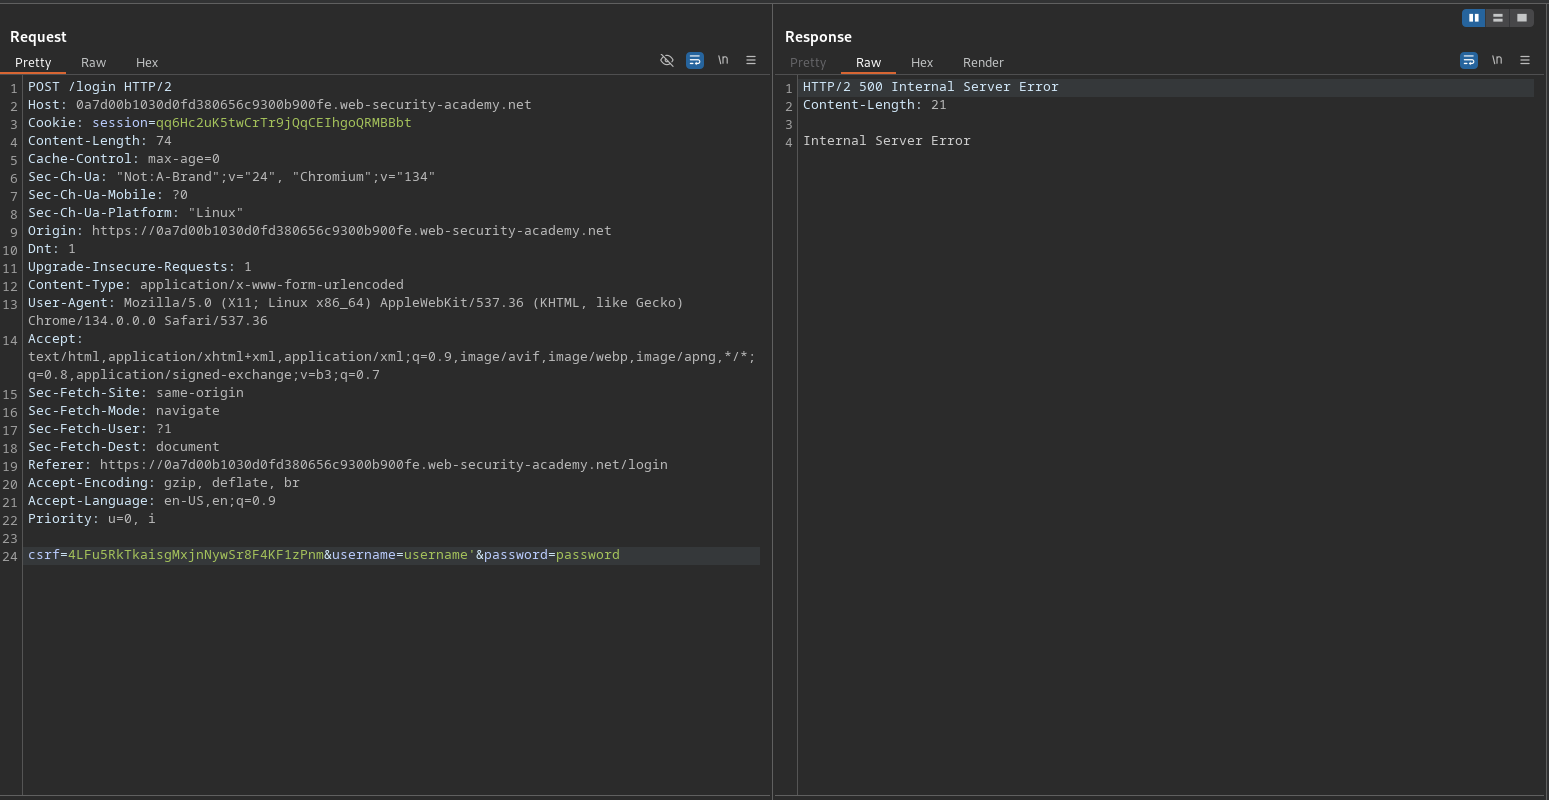 Request
Pretty Raw Hex
\n
1 POST /login HTTP/2
2 Host: 0a7d00b1030d0fd380656c9300b900fe.web-security-academy.net
3 Cookie: session=qq6Hc2uK5twCrTr9jQqCEIhgoQRMBBbt
4 Content-Length: 74
5 Cache-Control: max-age=0
6 Sec-Ch-Ua: "Not:A-Brand";v="24", "Chromium";v="134"
7 Sec-Ch-Ua-Mobile: ?0
8 Sec-Ch-Ua-Platform: "Linux"
9 Origin: https://0a7d00b1030d0fd380656c9300b900fe.web-security-academy.net
10 Dnt: 1
11 Upgrade-Insecure-Requests: 1
12 Content-Type: application/x-www-form-urlencoded
13 User-Agent: Mozilla/5.0 (X11; Linux x86_64) AppleWebKit/537.36 (KHTML, like Gecko)
Chrome/134.0.0.0 Safari/537.36
14 Accept:
text/html,application/xhtml+xml,application/xml;q=0.9,image/avif,image/webp,image/apng,*/*;
q=0.8,application/signed-exchange;v=b3;q=0.7
15 Sec-Fetch-Site: same-origin
16 Sec-Fetch-Mode: navigate
17 Sec-Fetch-User: ?1
18 Sec-Fetch-Dest: document
19 Referer: https://0a7d00b1030d0fd380656c9300b900fe.web-security-academy.net/login
20 Accept-Encoding: gzip, deflate, br
21 Accept-Language: en-US,en;q=0.9
22 Priority: u=0, i
23
24 csrf=4LFu5RkTkaisgMxjnNywSr8F4KF1zPnm&username=username'&password=password
Response
Pretty Raw Hex Render
\n
1 HTTP/2 500 Internal Server Error
2 Content-Length: 21
3
4 Internal Server Error